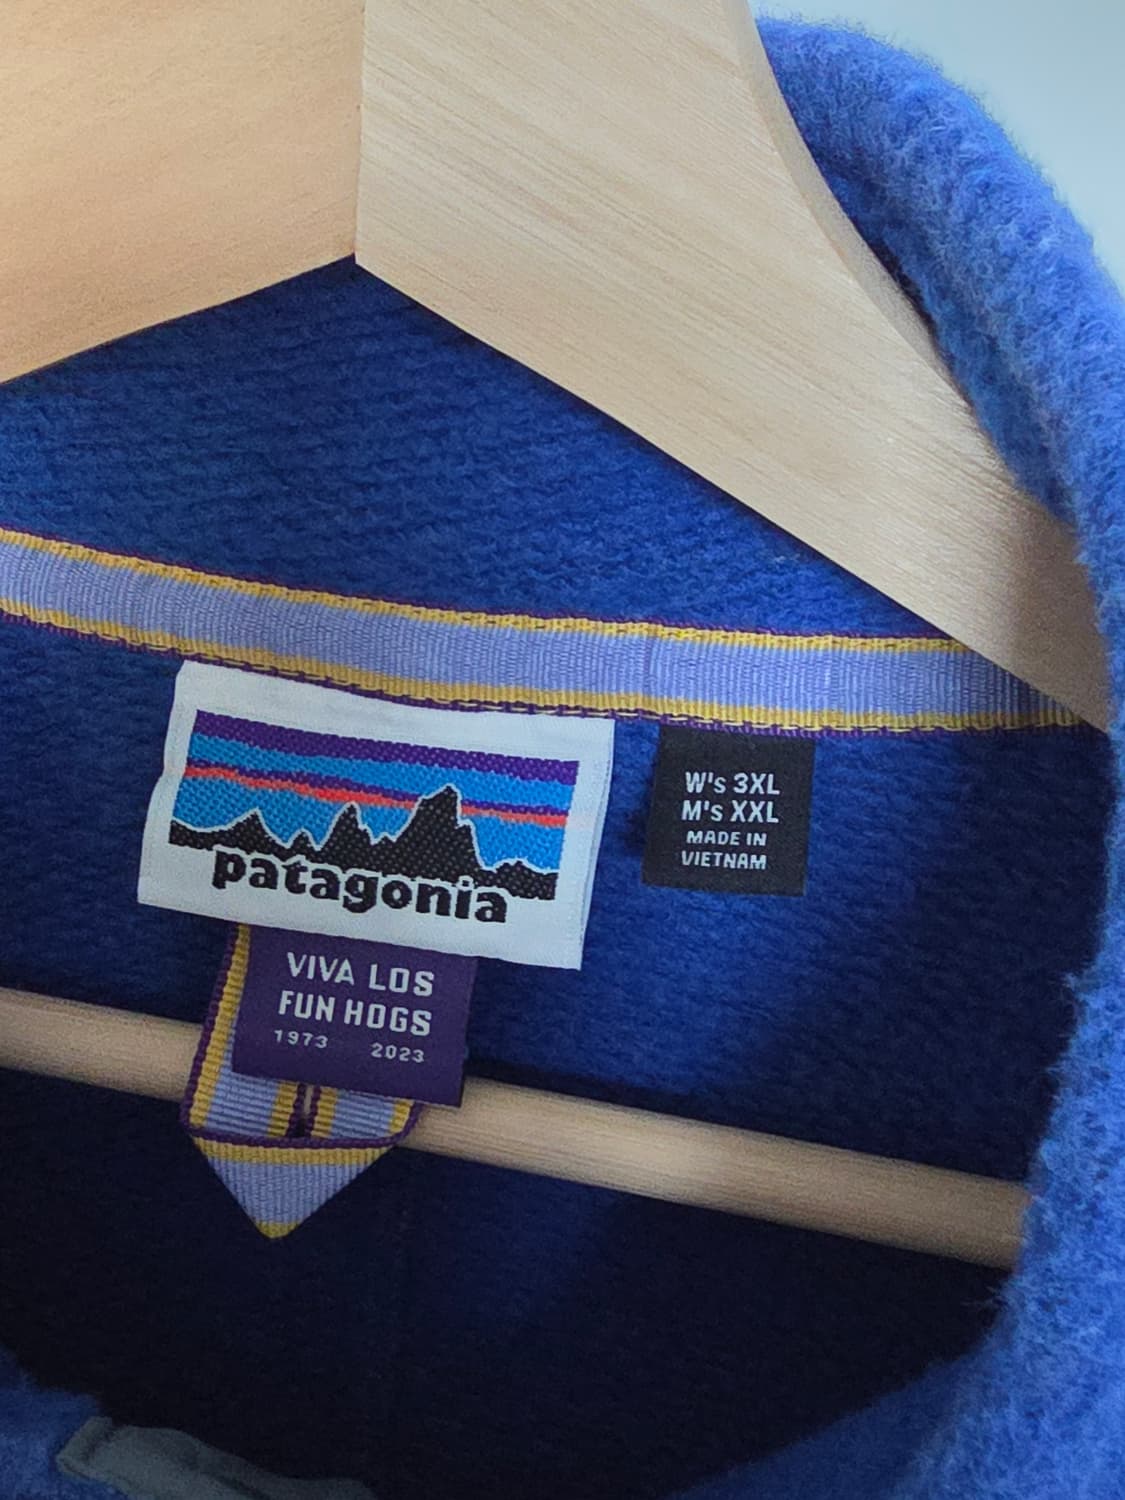 patagonia
W's 3XL
M's XXL
MADE IN
VIETNAM
VIVA LOS
FUN HOGS
1973 2023